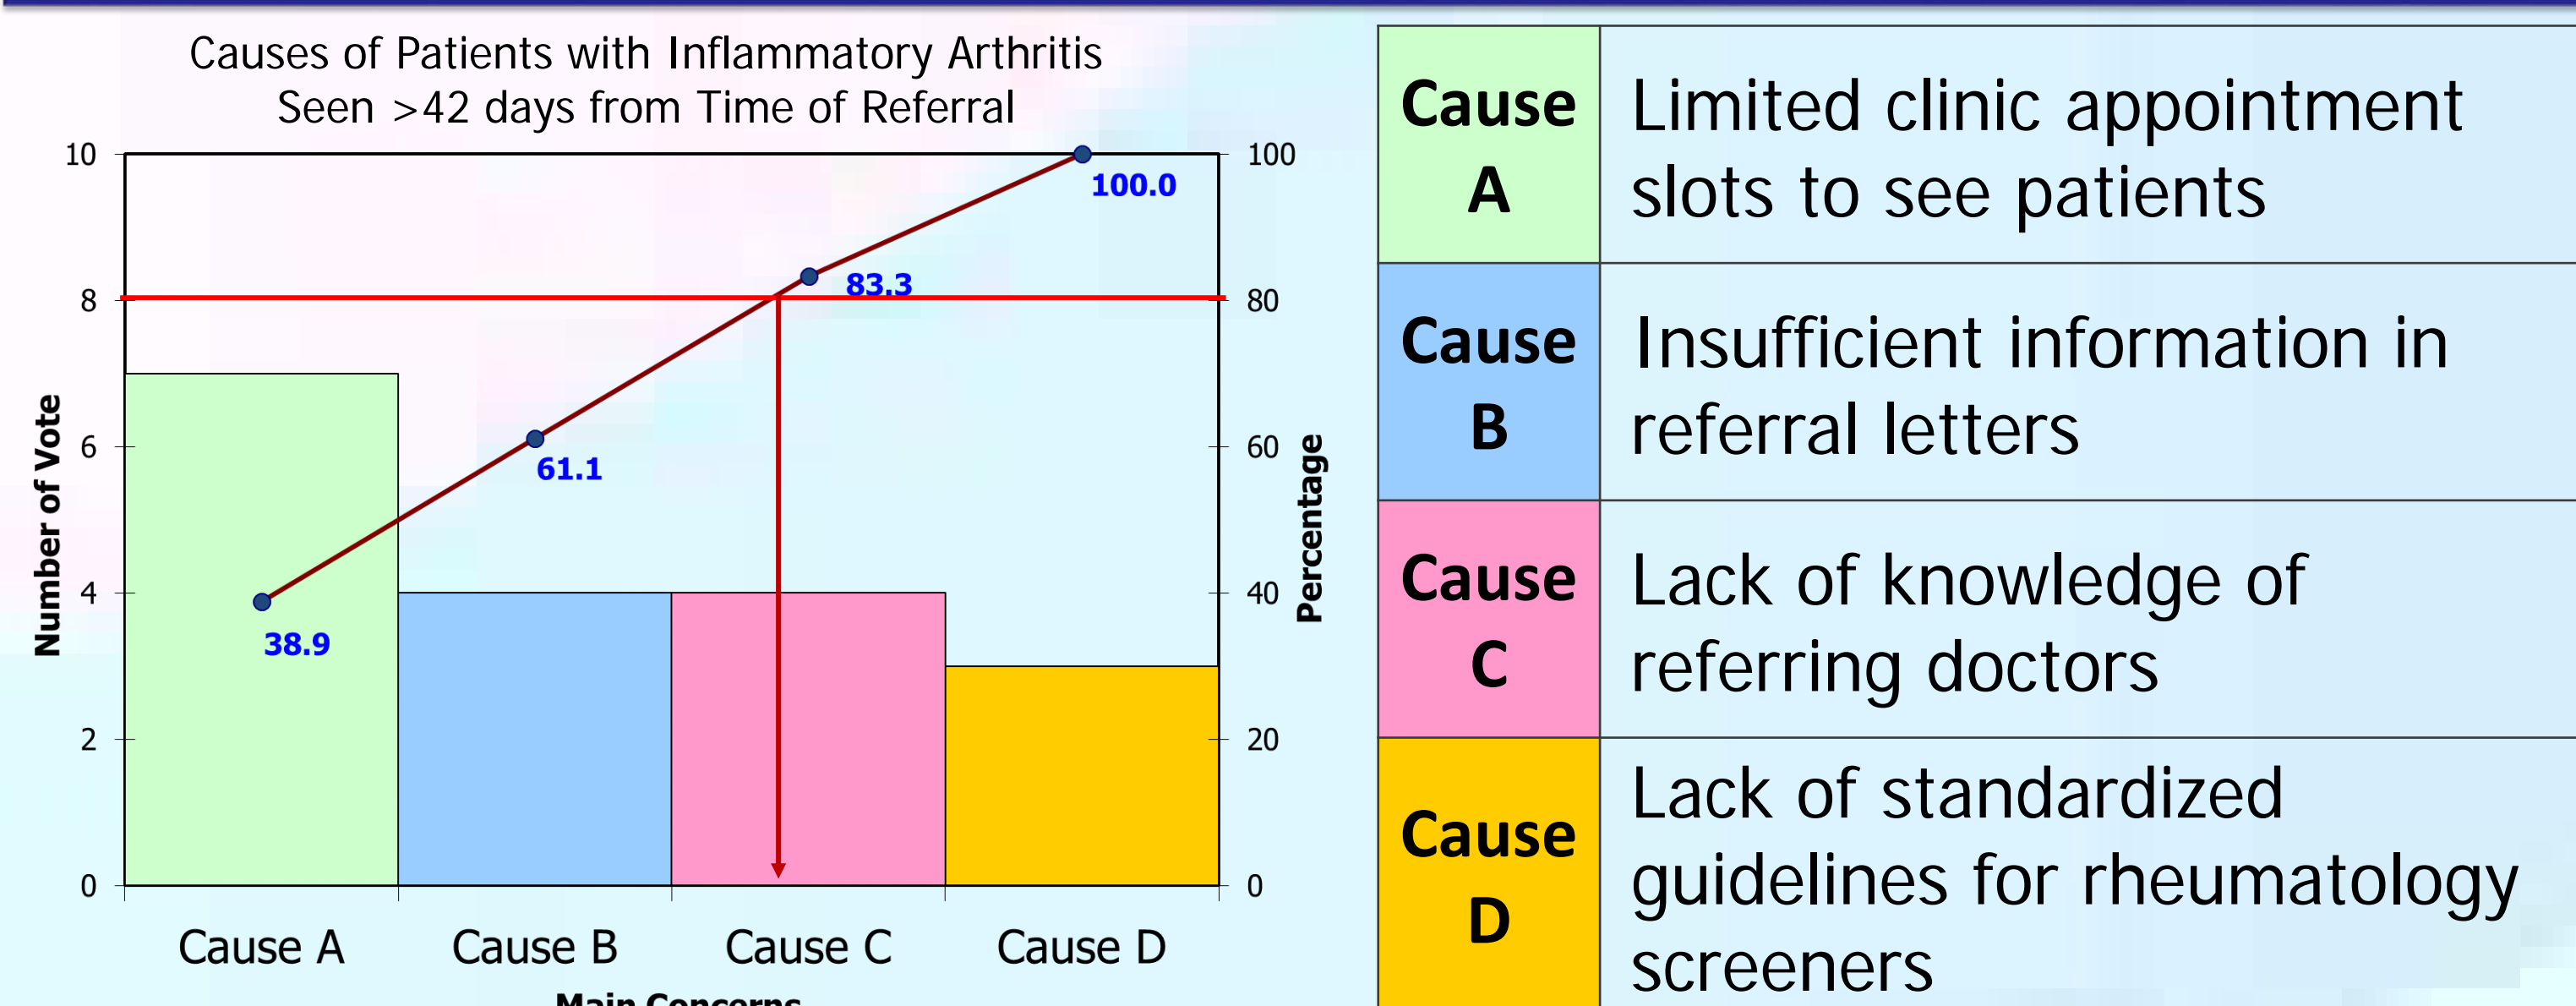 Causes of Patients with Inflammatory Arthritis
Seen >42 days from Time of Referral
10
8
6
4
2
0
Number of Vote
100
80
60
40
20
0
Percentage
38.9
61.1
83.3
100.0
Cause A
Cause B
Cause C
Cause D
Main Concerns
Cause
A
Limited clinic appointment
slots to see patients
Cause
B
Insufficient information in
referral letters
Cause
C
Lack of knowledge of
referring doctors
Cause
D
Lack of standardized
guidelines for rheumatology
screeners